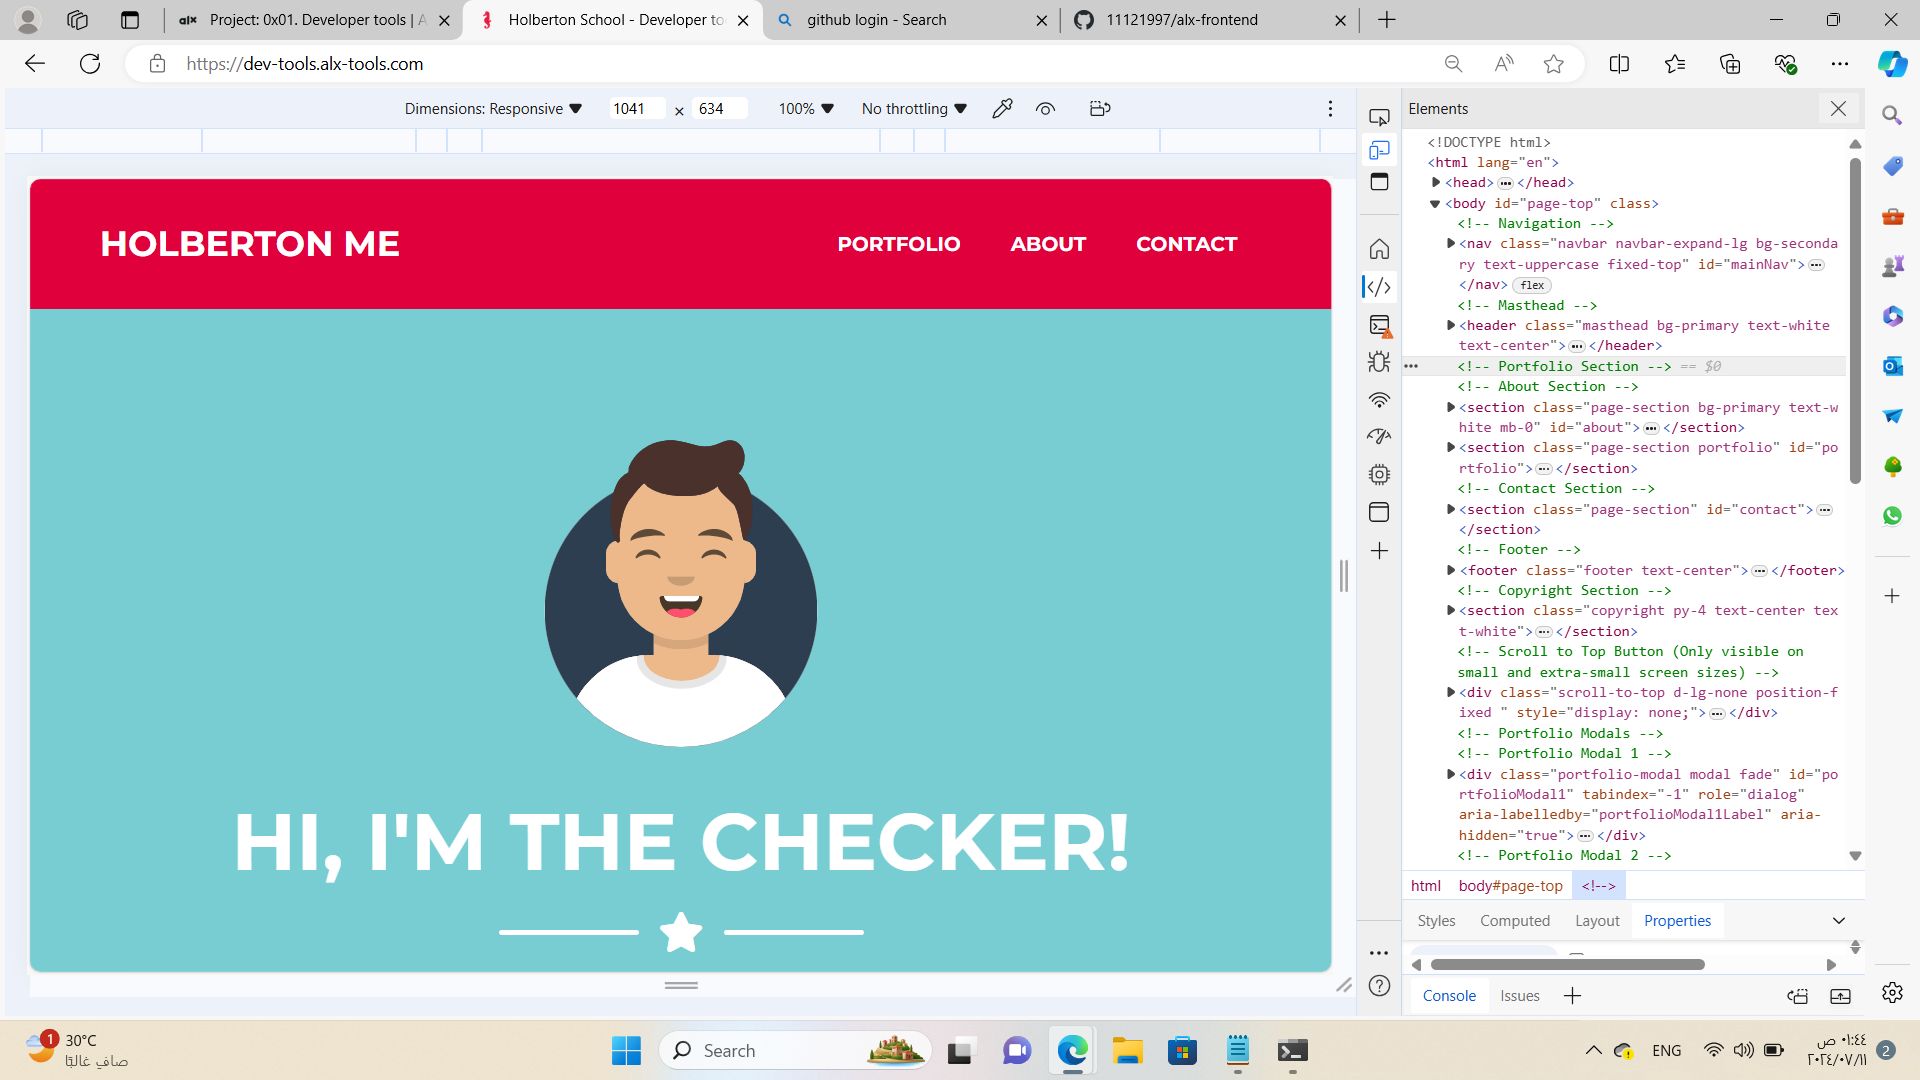 Project: 0x01. Developer tools | A
Holberton School - Developer to
github login - Search
11121997/alx-frontend
https://dev-tools.alx-tools.com
Dimensions: Responsive
1041
×
634
100%
No throttling
HOLBERTON ME
PORTFOLIO
ABOUT
CONTACT
HI, I'M THE CHECKER!
Elements
<!DOCTYPE html>
<html lang="en">
<head> </head>
<body id="page-top" class>
<!-- Navigation -->
<nav class="navbar navbar-expand-lg bg-seconda
ry text-uppercase fixed-top" id="mainNav">
</nav> flex
<!-- Masthead -->
<header class="masthead bg-primary text-white
text-center"> </header>
<!-- Portfolio Section --> == $0
<!-- About Section -->
<section class="page-section bg-primary text-w
hite mb-0" id="about"> </section>
<section class="page-section portfolio" id="po
rtfolio"> </section>
<!-- Contact Section -->
<section class="page-section" id="contact">
</section>
<!-- Footer -->
<footer class="footer text-center"> </footer>
<!-- Copyright Section -->
<section class="copyright py-4 text-center tex
t-white"> </section>
<!-- Scroll to Top Button (Only visible on
small and extra-small screen sizes) -->
<div class="scroll-to-top d-lg-none position-f
ixed " style="display: none;"> </div>
<!-- Portfolio Modals -->
<!-- Portfolio Modal 1 -->
<div class="portfolio-modal modal fade" id="po
rtfolioModal1" tabindex="-1" role="dialog"
aria-labelledby="portfolioModal1Label" aria-
hidden="true"> </div>
<!-- Portfolio Modal 2 -->
html body#page-top <!-->
Styles Computed Layout Properties
Console Issues
1
30°C
صافٍ غالبًا
Search
ENG
٠١:٤٤ ص
٢٠٢٤/٠٧/١١
2